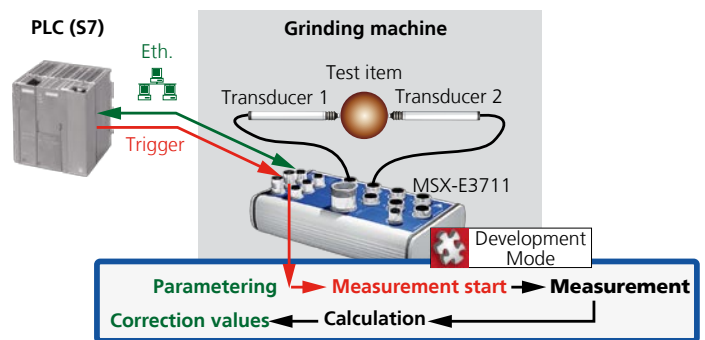 PLC (S7)
Grinding machine
Eth.
Test item
Transducer 1
Transducer 2
Trigger
MSX-E3711
Development
Mode
Parametering
Measurement start
Measurement
Correction values
Calculation